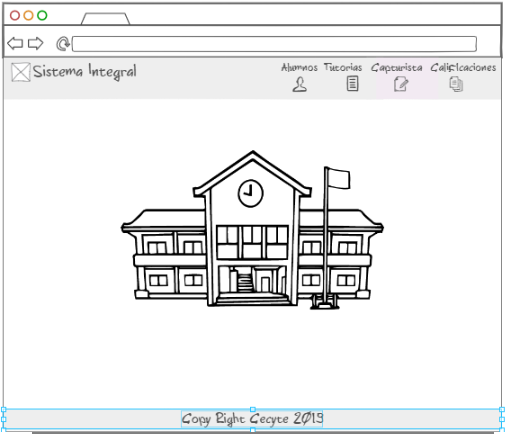 Sistema Integral
Alumnos Tutorias Capturista Calificaciones
Copy Right Cecyte 2015